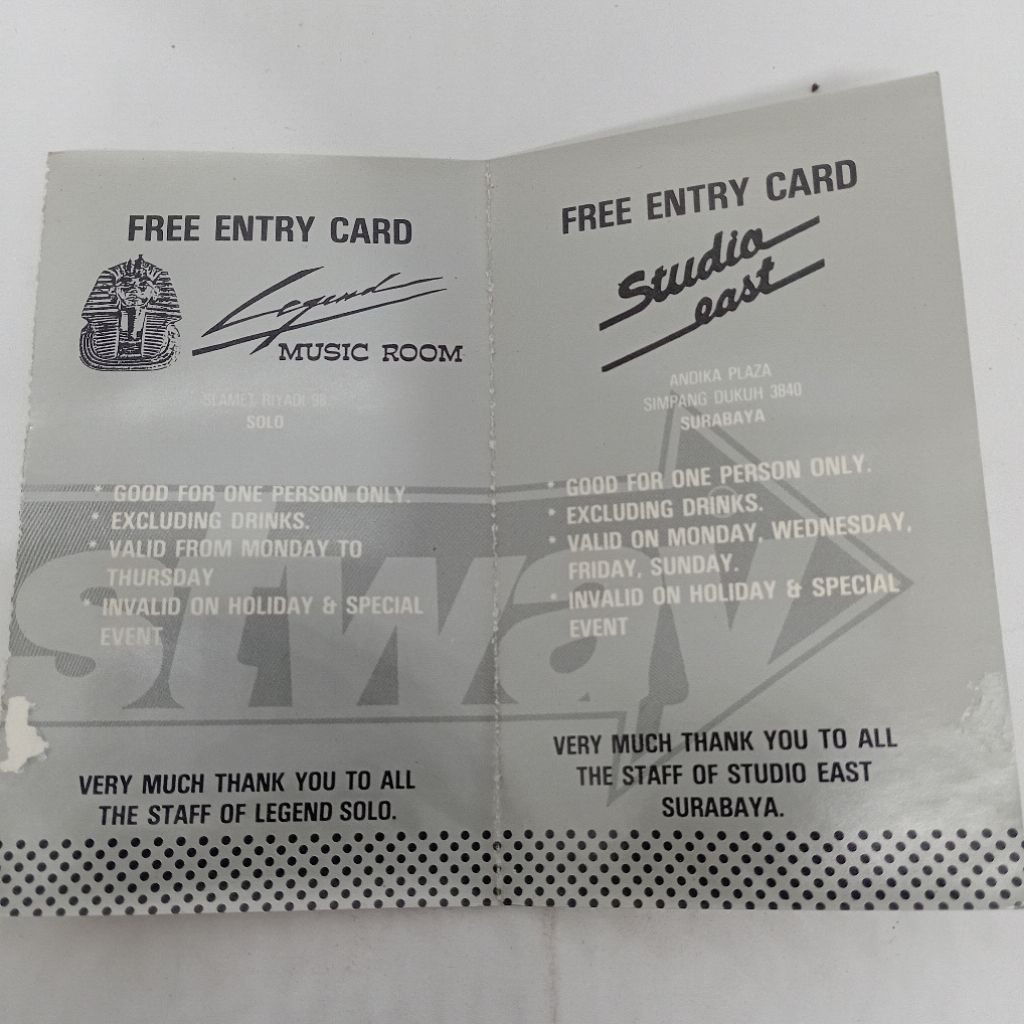 FREE ENTRY CARD
Legend
MUSIC ROOM
SLAMET RIYADI 98
SOLO
* GOOD FOR ONE PERSON ONLY.
* EXCLUDING DRINKS.
* VALID FROM MONDAY TO
THURSDAY
* INVALID ON HOLIDAY & SPECIAL
EVENT
VERY MUCH THANK YOU TO ALL
THE STAFF OF LEGEND SOLO.
FREE ENTRY CARD
Studio
east
ANDIKA PLAZA
SIMPANG DUKUH 3840
SURABAYA
* GOOD FOR ONE PERSON ONLY.
* EXCLUDING DRINKS.
* VALID ON MONDAY, WEDNESDAY,
FRIDAY, SUNDAY.
* INVALID ON HOLIDAY & SPECIAL
EVENT
VERY MUCH THANK YOU TO ALL
THE STAFF OF STUDIO EAST
SURABAYA.
stway